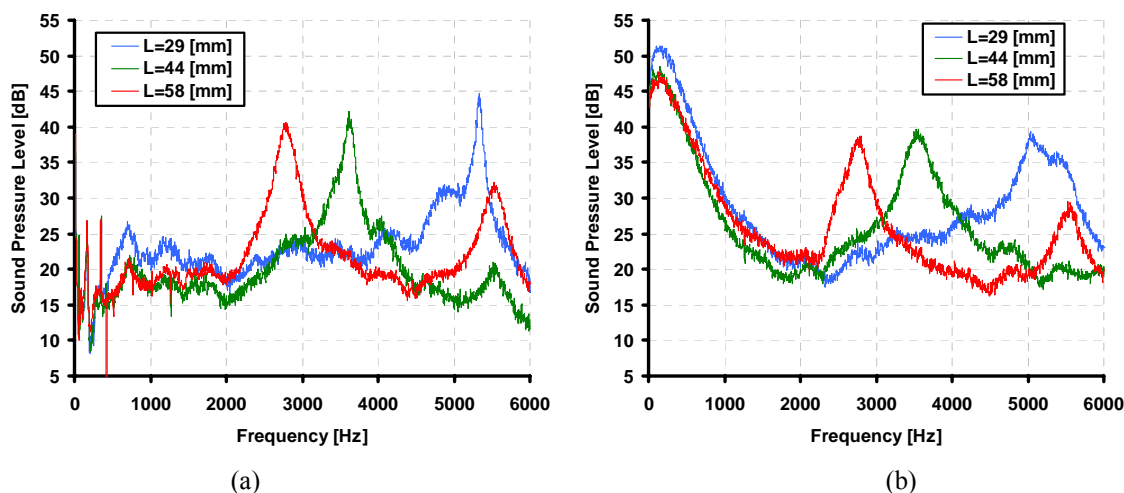 55
50
45
40
35
30
25
20
15
10
5
Sound Pressure Level [dB]
L=29 [mm]
L=44 [mm]
L=58 [mm]
0 1000 2000 3000 4000 5000 6000
Frequency [Hz]
(a)
55
50
45
40
35
30
25
20
15
10
5
Sound Pressure Level [dB]
L=29 [mm]
L=44 [mm]
L=58 [mm]
0 1000 2000 3000 4000 5000 6000
Frequency [Hz]
(b)